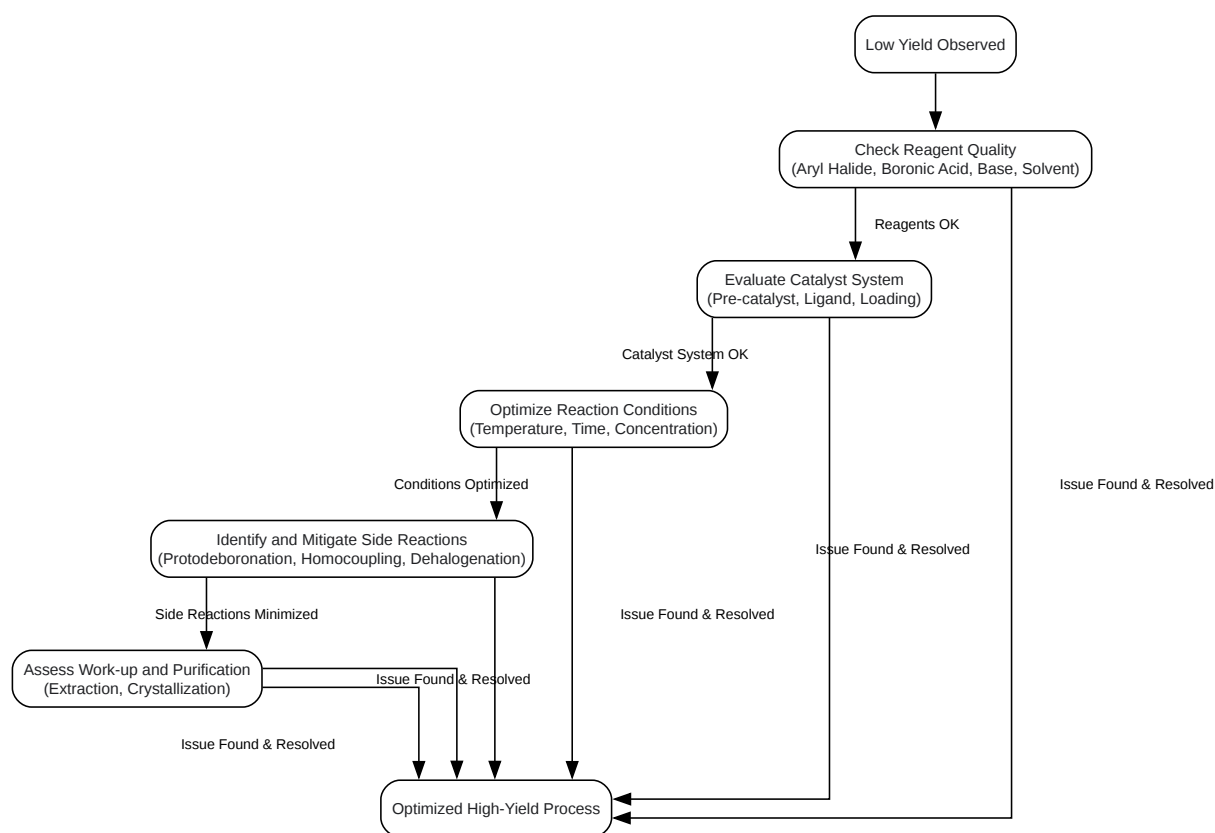 Low Yield Observed
Check Reagent Quality
(Aryl Halide, Boronic Acid, Base, Solvent)
Reagents OK
Evaluate Catalyst System
(Pre-catalyst, Ligand, Loading)
Catalyst System OK
Optimize Reaction Conditions
(Temperature, Time, Concentration)
Conditions Optimized
Issue Found & Resolved
Identify and Mitigate Side Reactions
(Protodeboronation, Homocoupling, Dehalogenation)
Issue Found & Resolved
Side Reactions Minimized
Issue Found & Resolved
Assess Work-up and Purification
(Extraction, Crystallization)
Issue Found & Resolved
Issue Found & Resolved
Optimized High-Yield Process